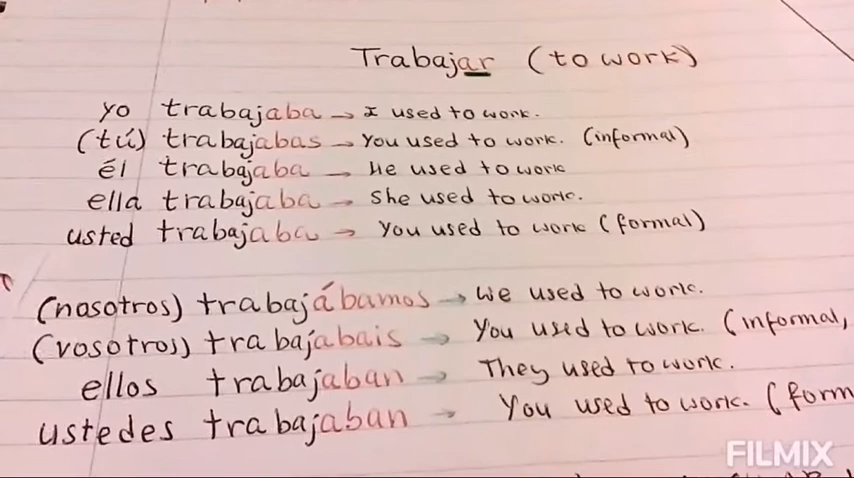 Trabajar (to work)
yo trabajaba → I used to work.
(tú) trabajabas → You used to work. (informal)
él trabajaba → He used to work
ella trabajaba → She used to work.
usted trabajaba → You used to work (formal)
(nosotros) trabajábamos → We used to work.
(vosotros) trabajabais → You used to work. (informal,
ellos trabajaban → They used to work.
ustedes trabajaban → You used to work. (form
FILMIX